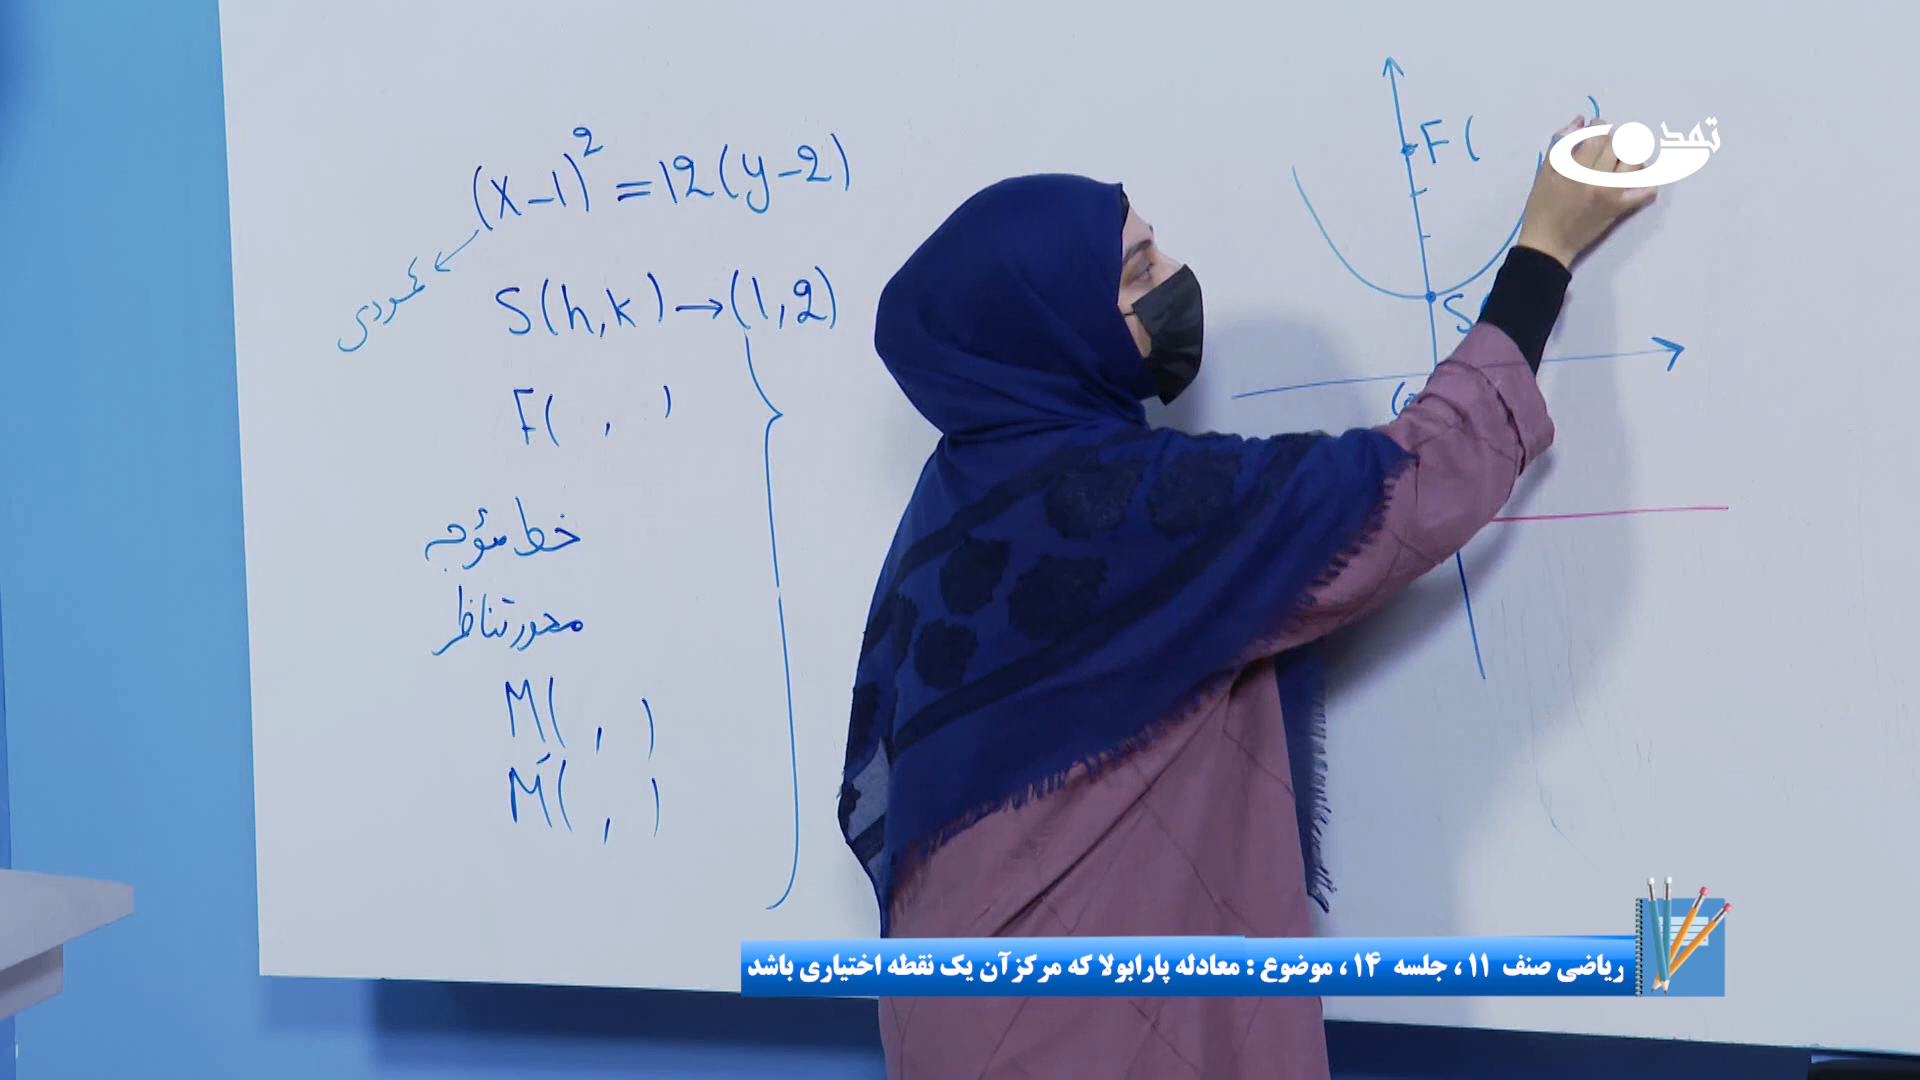 (x-1)² = 12(y-2)
عمودی
S(h,k) → (1,2)
F( , )
خط مؤجه
محور تناظر
M( , )
M'( , )
F( )
S
تمدن
ریاضی صنف ۱۱ ، جلسه ۱۴ ، موضوع : معادله پارابولا که مرکز آن یک نقطه اختیاری باشد